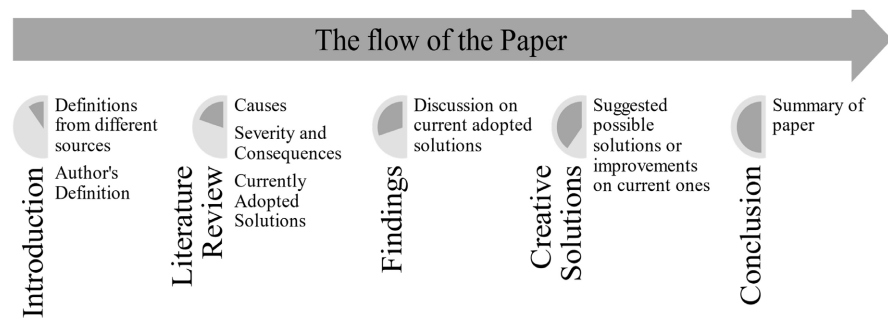 The flow of the Paper
Introduction
Definitions
from different
sources
Author's
Definition
Literature
Review
Causes
Severity and
Consequences
Currently
Adopted
Solutions
Findings
Discussion on
current adopted
solutions
Creative
Solutions
Suggested
possible
solutions or
improvements
on current ones
Conclusion
Summary of
paper